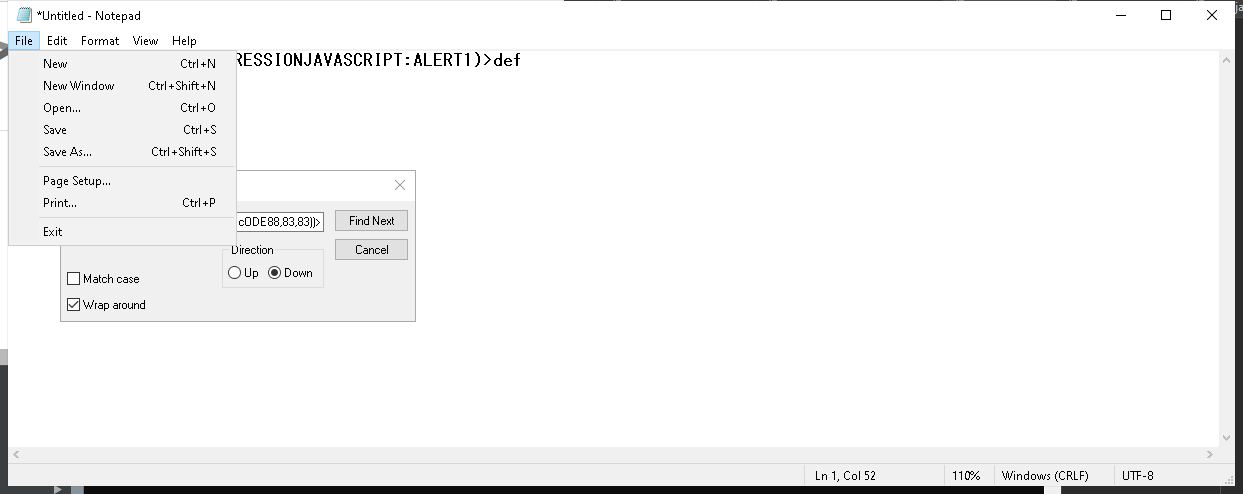 *Untitled - Notepad
File Edit Format View Help
RESSIONJAVASCRIPT:ALERT1)>def
New Ctrl+N
New Window Ctrl+Shift+N
Open... Ctrl+O
Save Ctrl+S
Save As... Ctrl+Shift+S
Page Setup...
Print... Ctrl+P
Exit
cODE88,83,83))> Find Next
Direction Cancel
Up Down
Match case
Wrap around
Ln 1, Col 52 110% Windows (CRLF) UTF-8